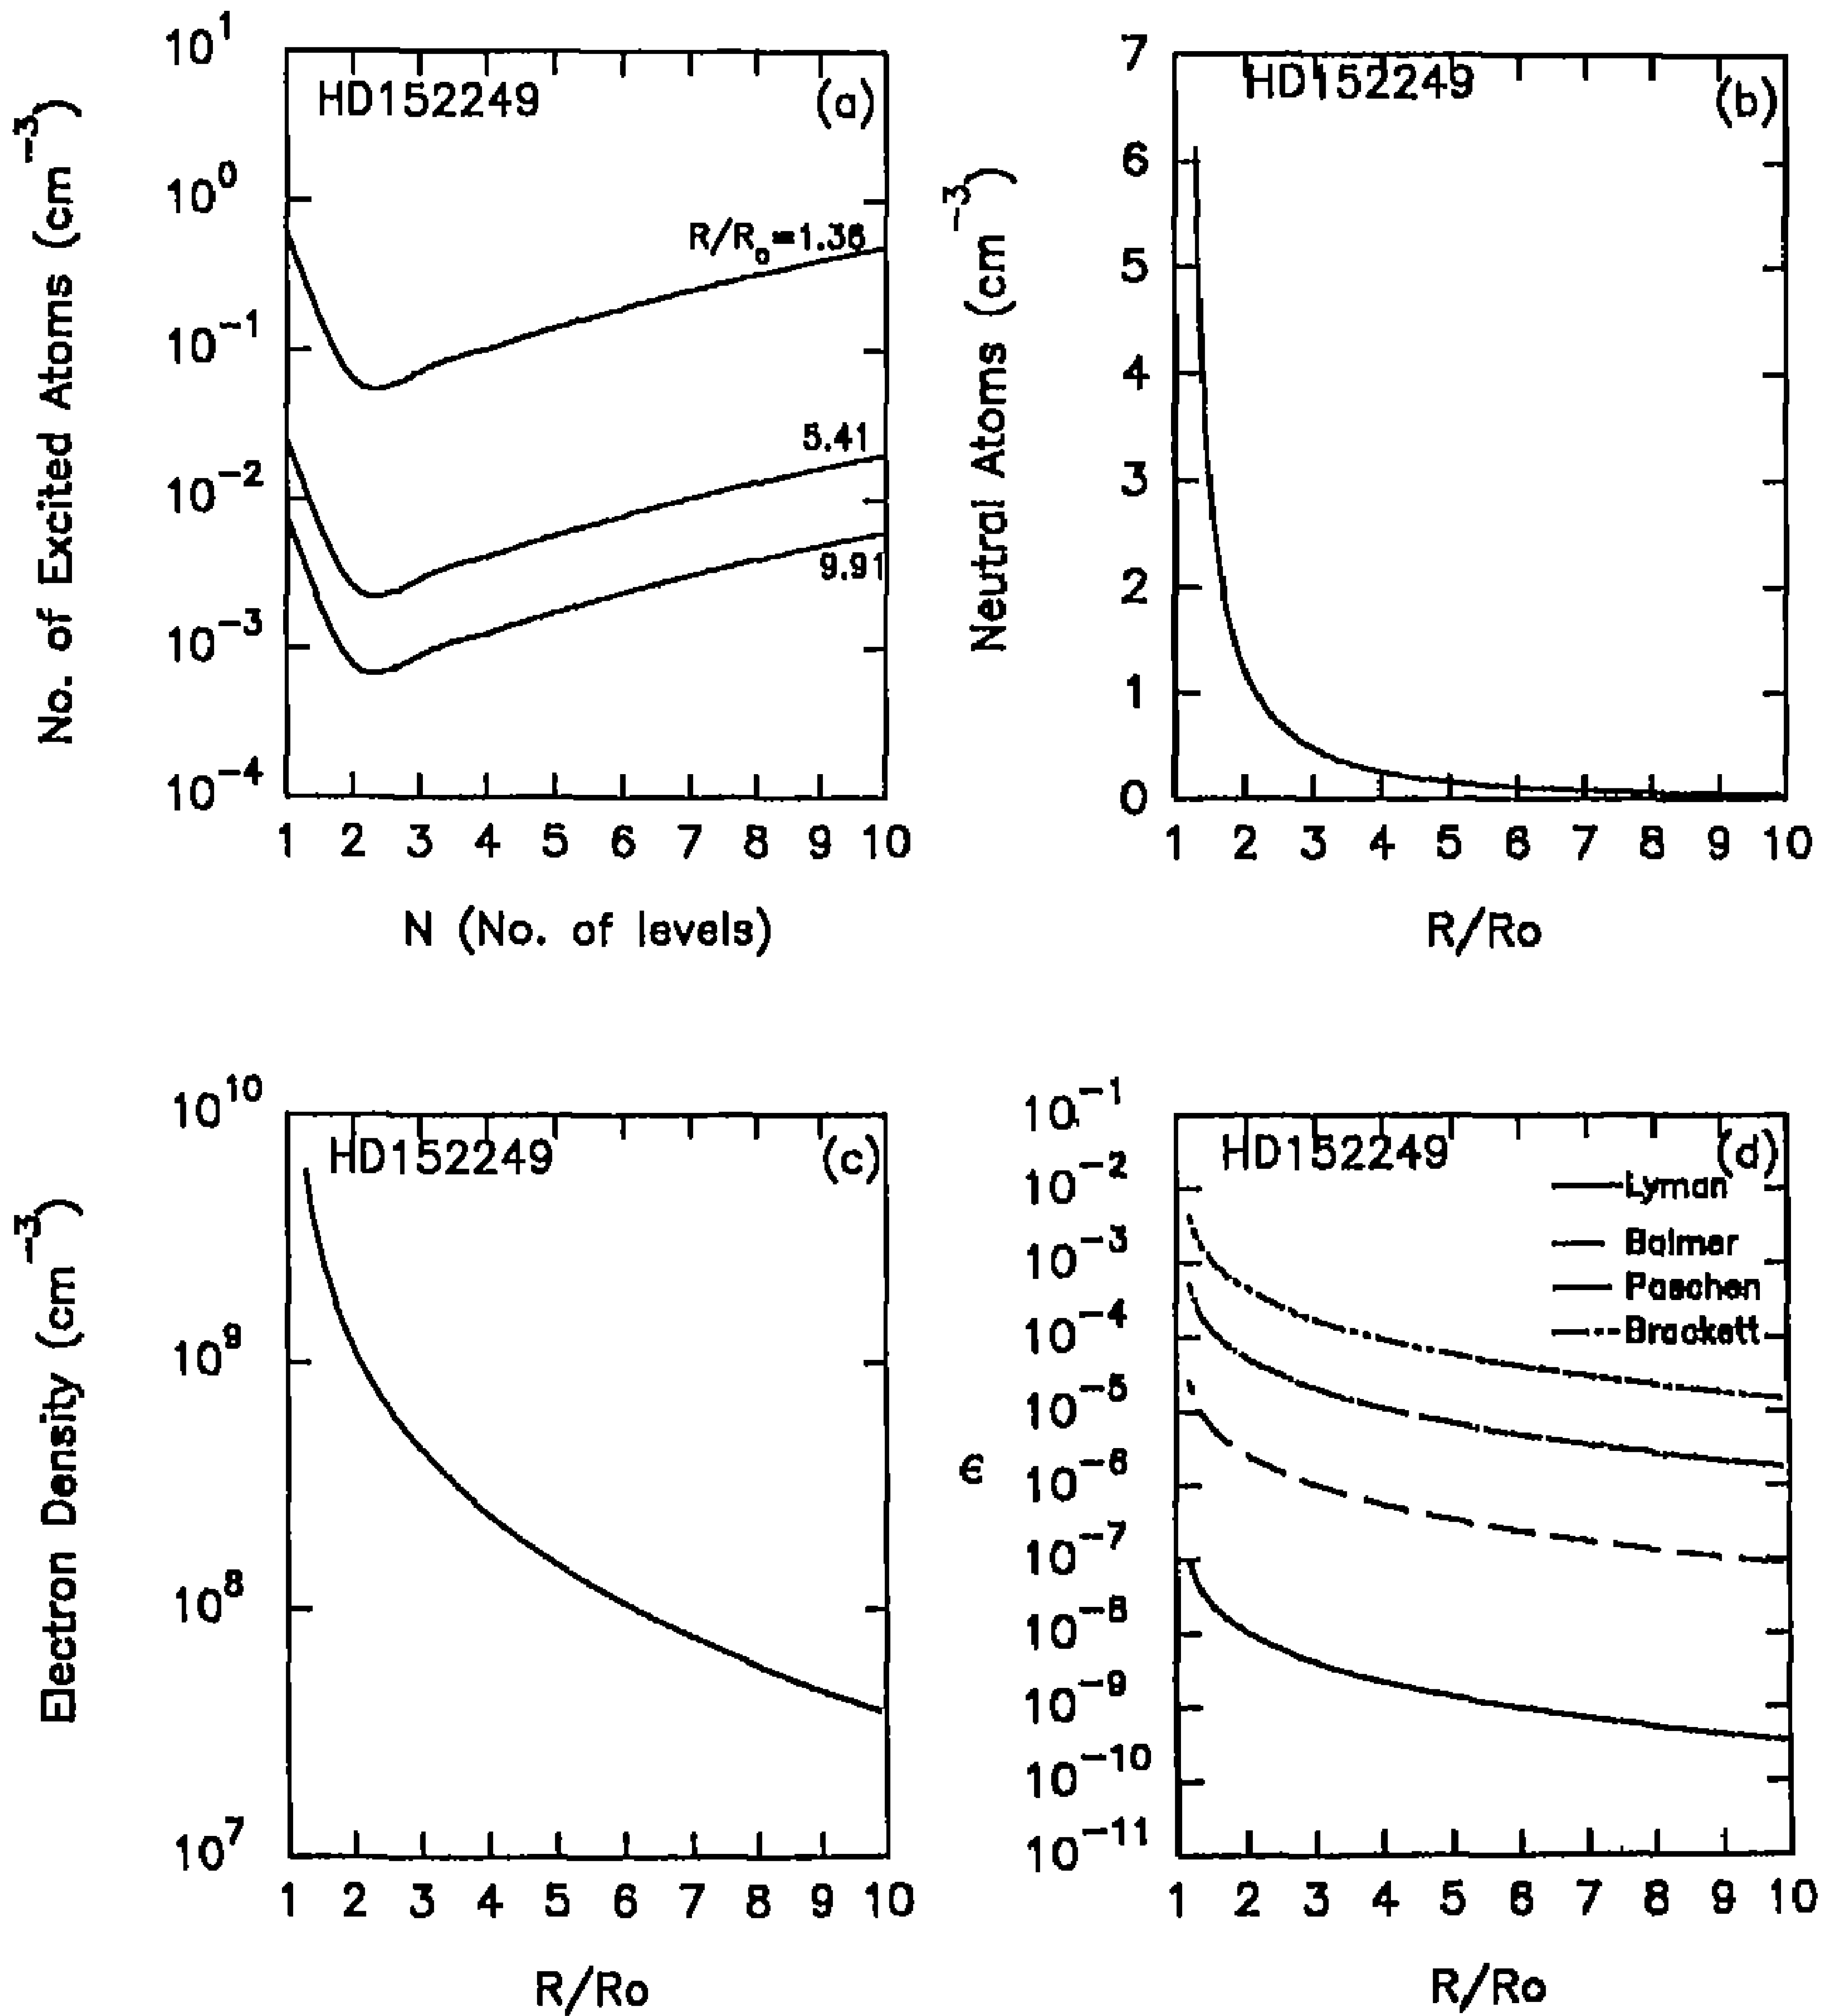 HD152249 (a)
No. of Excited Atoms (cm⁻³)
10¹
10⁰
10⁻¹
10⁻²
10⁻³
10⁻⁴
R/R₀=1.36
5.41
9.91
1 2 3 4 5 6 7 8 9 10
N (No. of levels)
HD152249 (b)
Neutral Atoms (cm⁻³)
7
6
5
4
3
2
1
0
1 2 3 4 5 6 7 8 9 10
R/Ro
HD152249 (c)
Electron Density (cm⁻³)
10¹⁰
10⁹
10⁸
10⁷
1 2 3 4 5 6 7 8 9 10
R/Ro
HD152249 (d)
ϵ
10⁻¹
10⁻²
10⁻³
10⁻⁴
10⁻⁵
10⁻⁶
10⁻⁷
10⁻⁸
10⁻⁹
10⁻¹⁰
10⁻¹¹
Lyman
Balmer
Paschen
Brackett
1 2 3 4 5 6 7 8 9 10
R/Ro